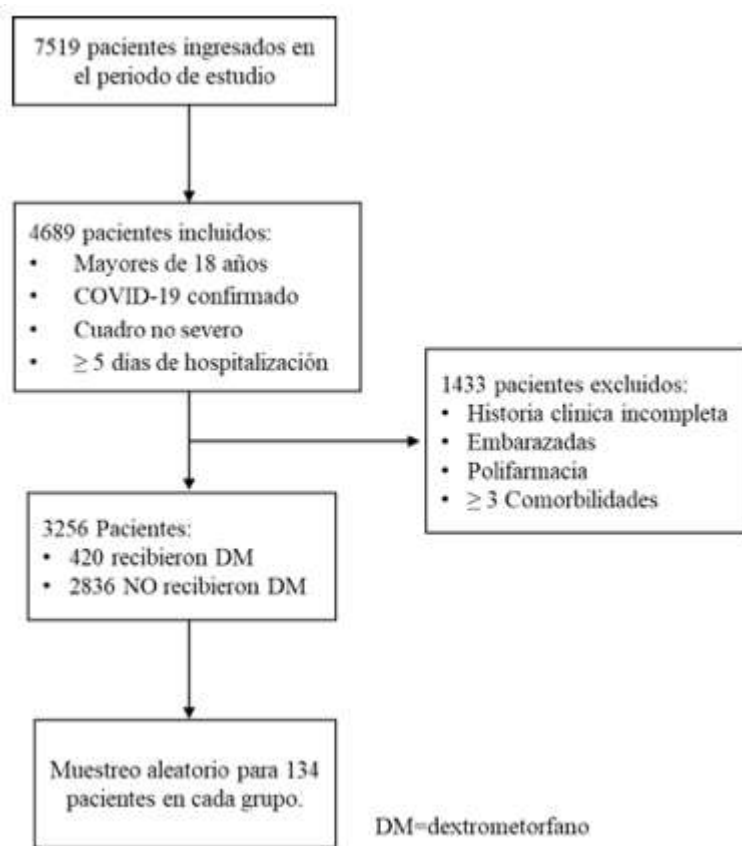 7519 pacientes ingresados en
el periodo de estudio
4689 pacientes incluidos:
• Mayores de 18 años
• COVID-19 confirmado
• Cuadro no severo
• ≥ 5 dias de hospitalización
1433 pacientes excluidos:
• Historia clinica incompleta
• Embarazadas
• Polifarmacia
• ≥ 3 Comorbilidades
3256 Pacientes:
• 420 recibieron DM
• 2836 NO recibieron DM
Muestreo aleatorio para 134
pacientes en cada grupo.
DM=dextrometorfano